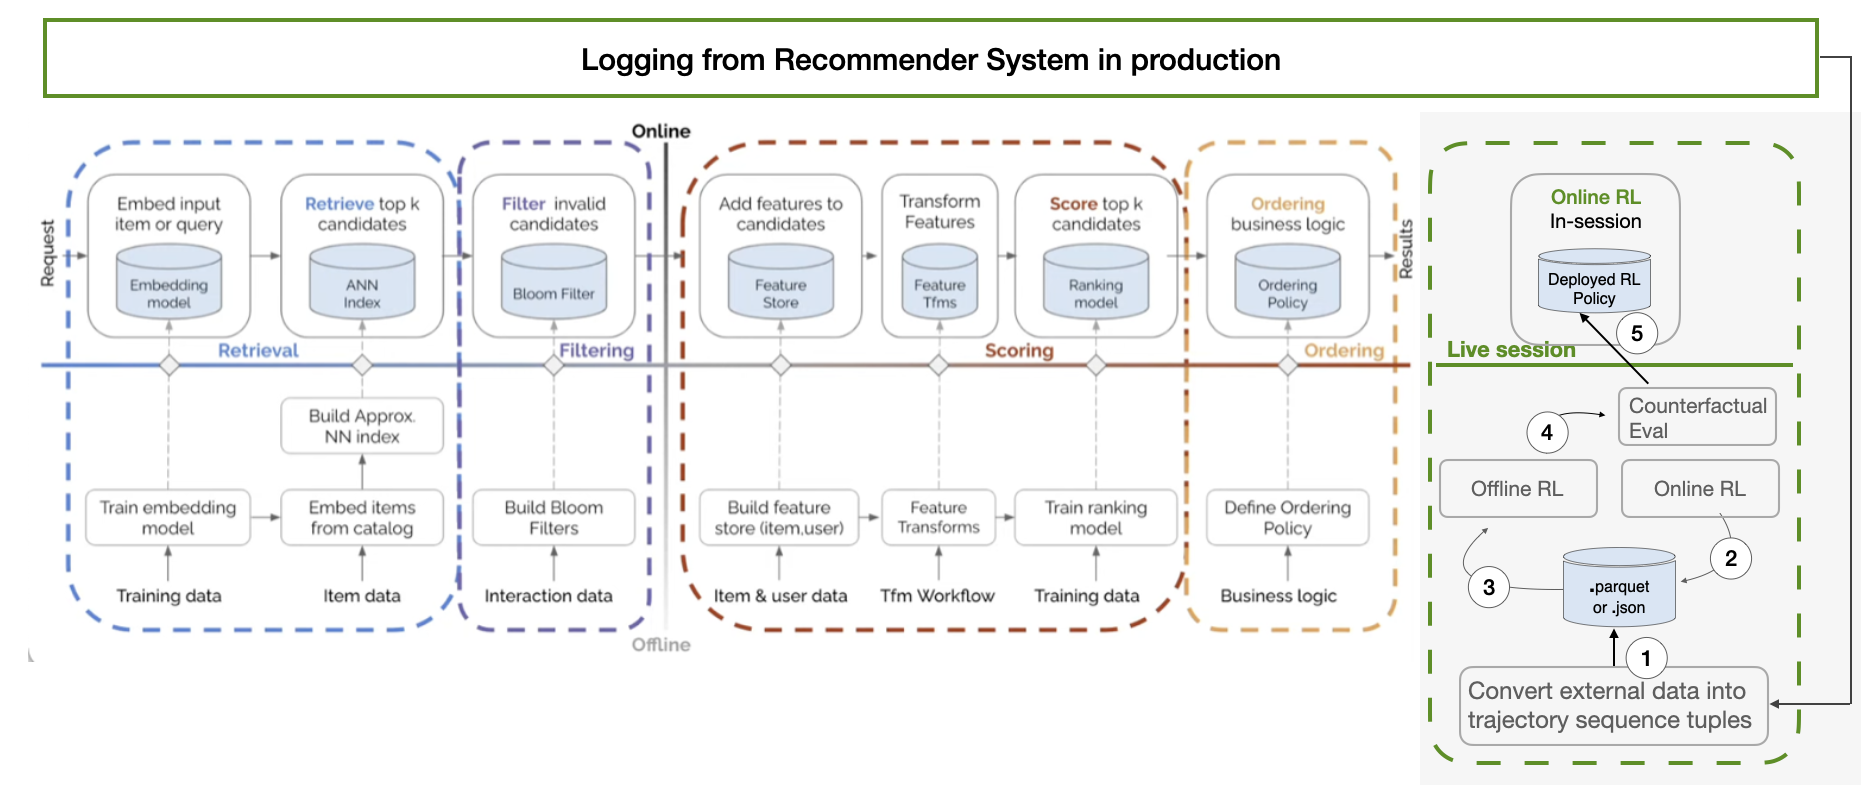 Logging from Recommender System in production
Online
Request
Embed input
item or query
Embedding
model
Retrieve top k
candidates
ANN
Index
Filter invalid
candidates
Bloom Filter
Add features to
candidates
Feature
Store
Transform
Features
Feature
Tfms
Score top k
candidates
Ranking
model
Ordering
business logic
Ordering
Policy
Results
Retrieval
Filtering
Scoring
Ordering
Build Approx.
NN index
Train embedding
model
Embed items
from catalog
Build Bloom
Filters
Build feature
store (item,user)
Feature
Transforms
Train ranking
model
Define Ordering
Policy
Training data
Item data
Interaction data
Item & user data
Tfm Workflow
Training data
Business logic
Offline
Online RL
In-session
Deployed RL
Policy
5
Live session
Counterfactual
Eval
4
Offline RL
Online RL
2
3
.parquet
or .json
1
Convert external data into
trajectory sequence tuples